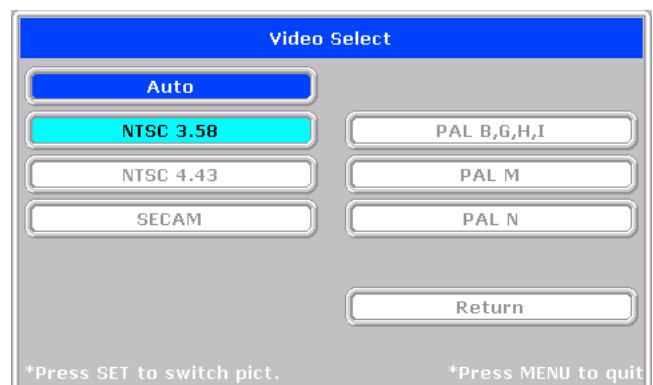 Video Select
Auto
NTSC 3.58
PAL B,G,H,I
NTSC 4.43
PAL M
SECAM
PAL N
Return
*Press SET to switch pict.
*Press MENU to quit